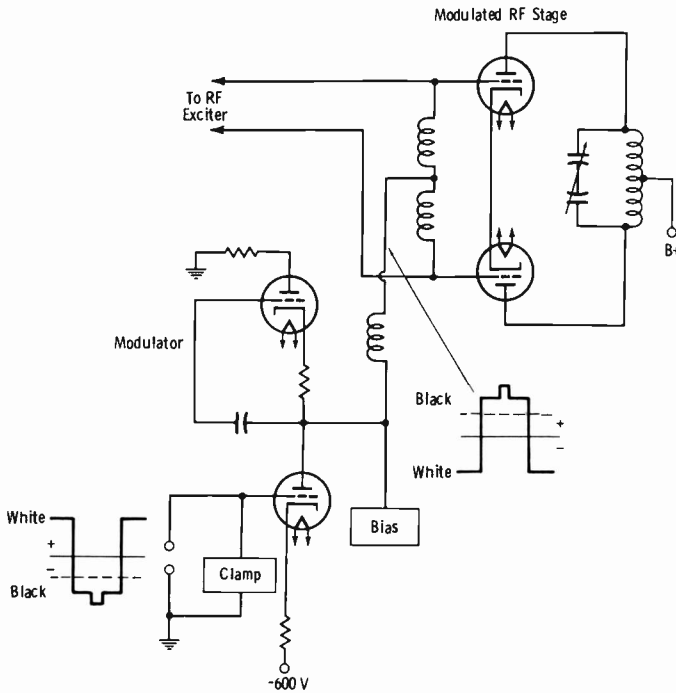 Modulated RF Stage
To RF
Exciter
B+
Modulator
Black
+
−
White
White
+
−
Black
Clamp
Bias
-600 V